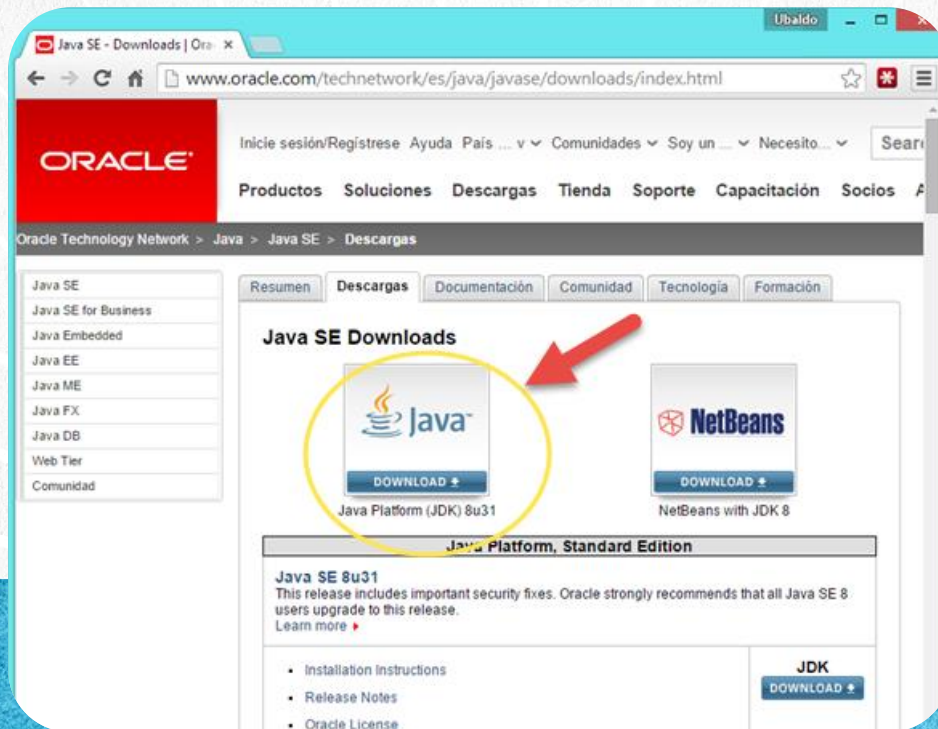 Ubaldo
Java SE - Downloads | Ora
www.oracle.com/technetwork/es/java/javase/downloads/index.html
Inicie sesión/Regístrese Ayuda País ... v Comunidades Soy un ... Necesito...
ORACLE
Productos Soluciones Descargas Tienda Soporte Capacitación Socios
Oracle Technology Network > Java > Java SE > Descargas
Java SE
Java SE for Business
Java Embedded
Java EE
Java ME
Java FX
Java DB
Web Tier
Comunidad
Resumen Descargas Documentación Comunidad Tecnología Formación
Java SE Downloads
Java
DOWNLOAD
Java Platform (JDK) 8u31
NetBeans
DOWNLOAD
NetBeans with JDK 8
Java Platform, Standard Edition
Java SE 8u31
This release includes important security fixes. Oracle strongly recommends that all Java SE 8
users upgrade to this release.
Learn more
Installation Instructions
Release Notes
Oracle License
JDK
DOWNLOAD